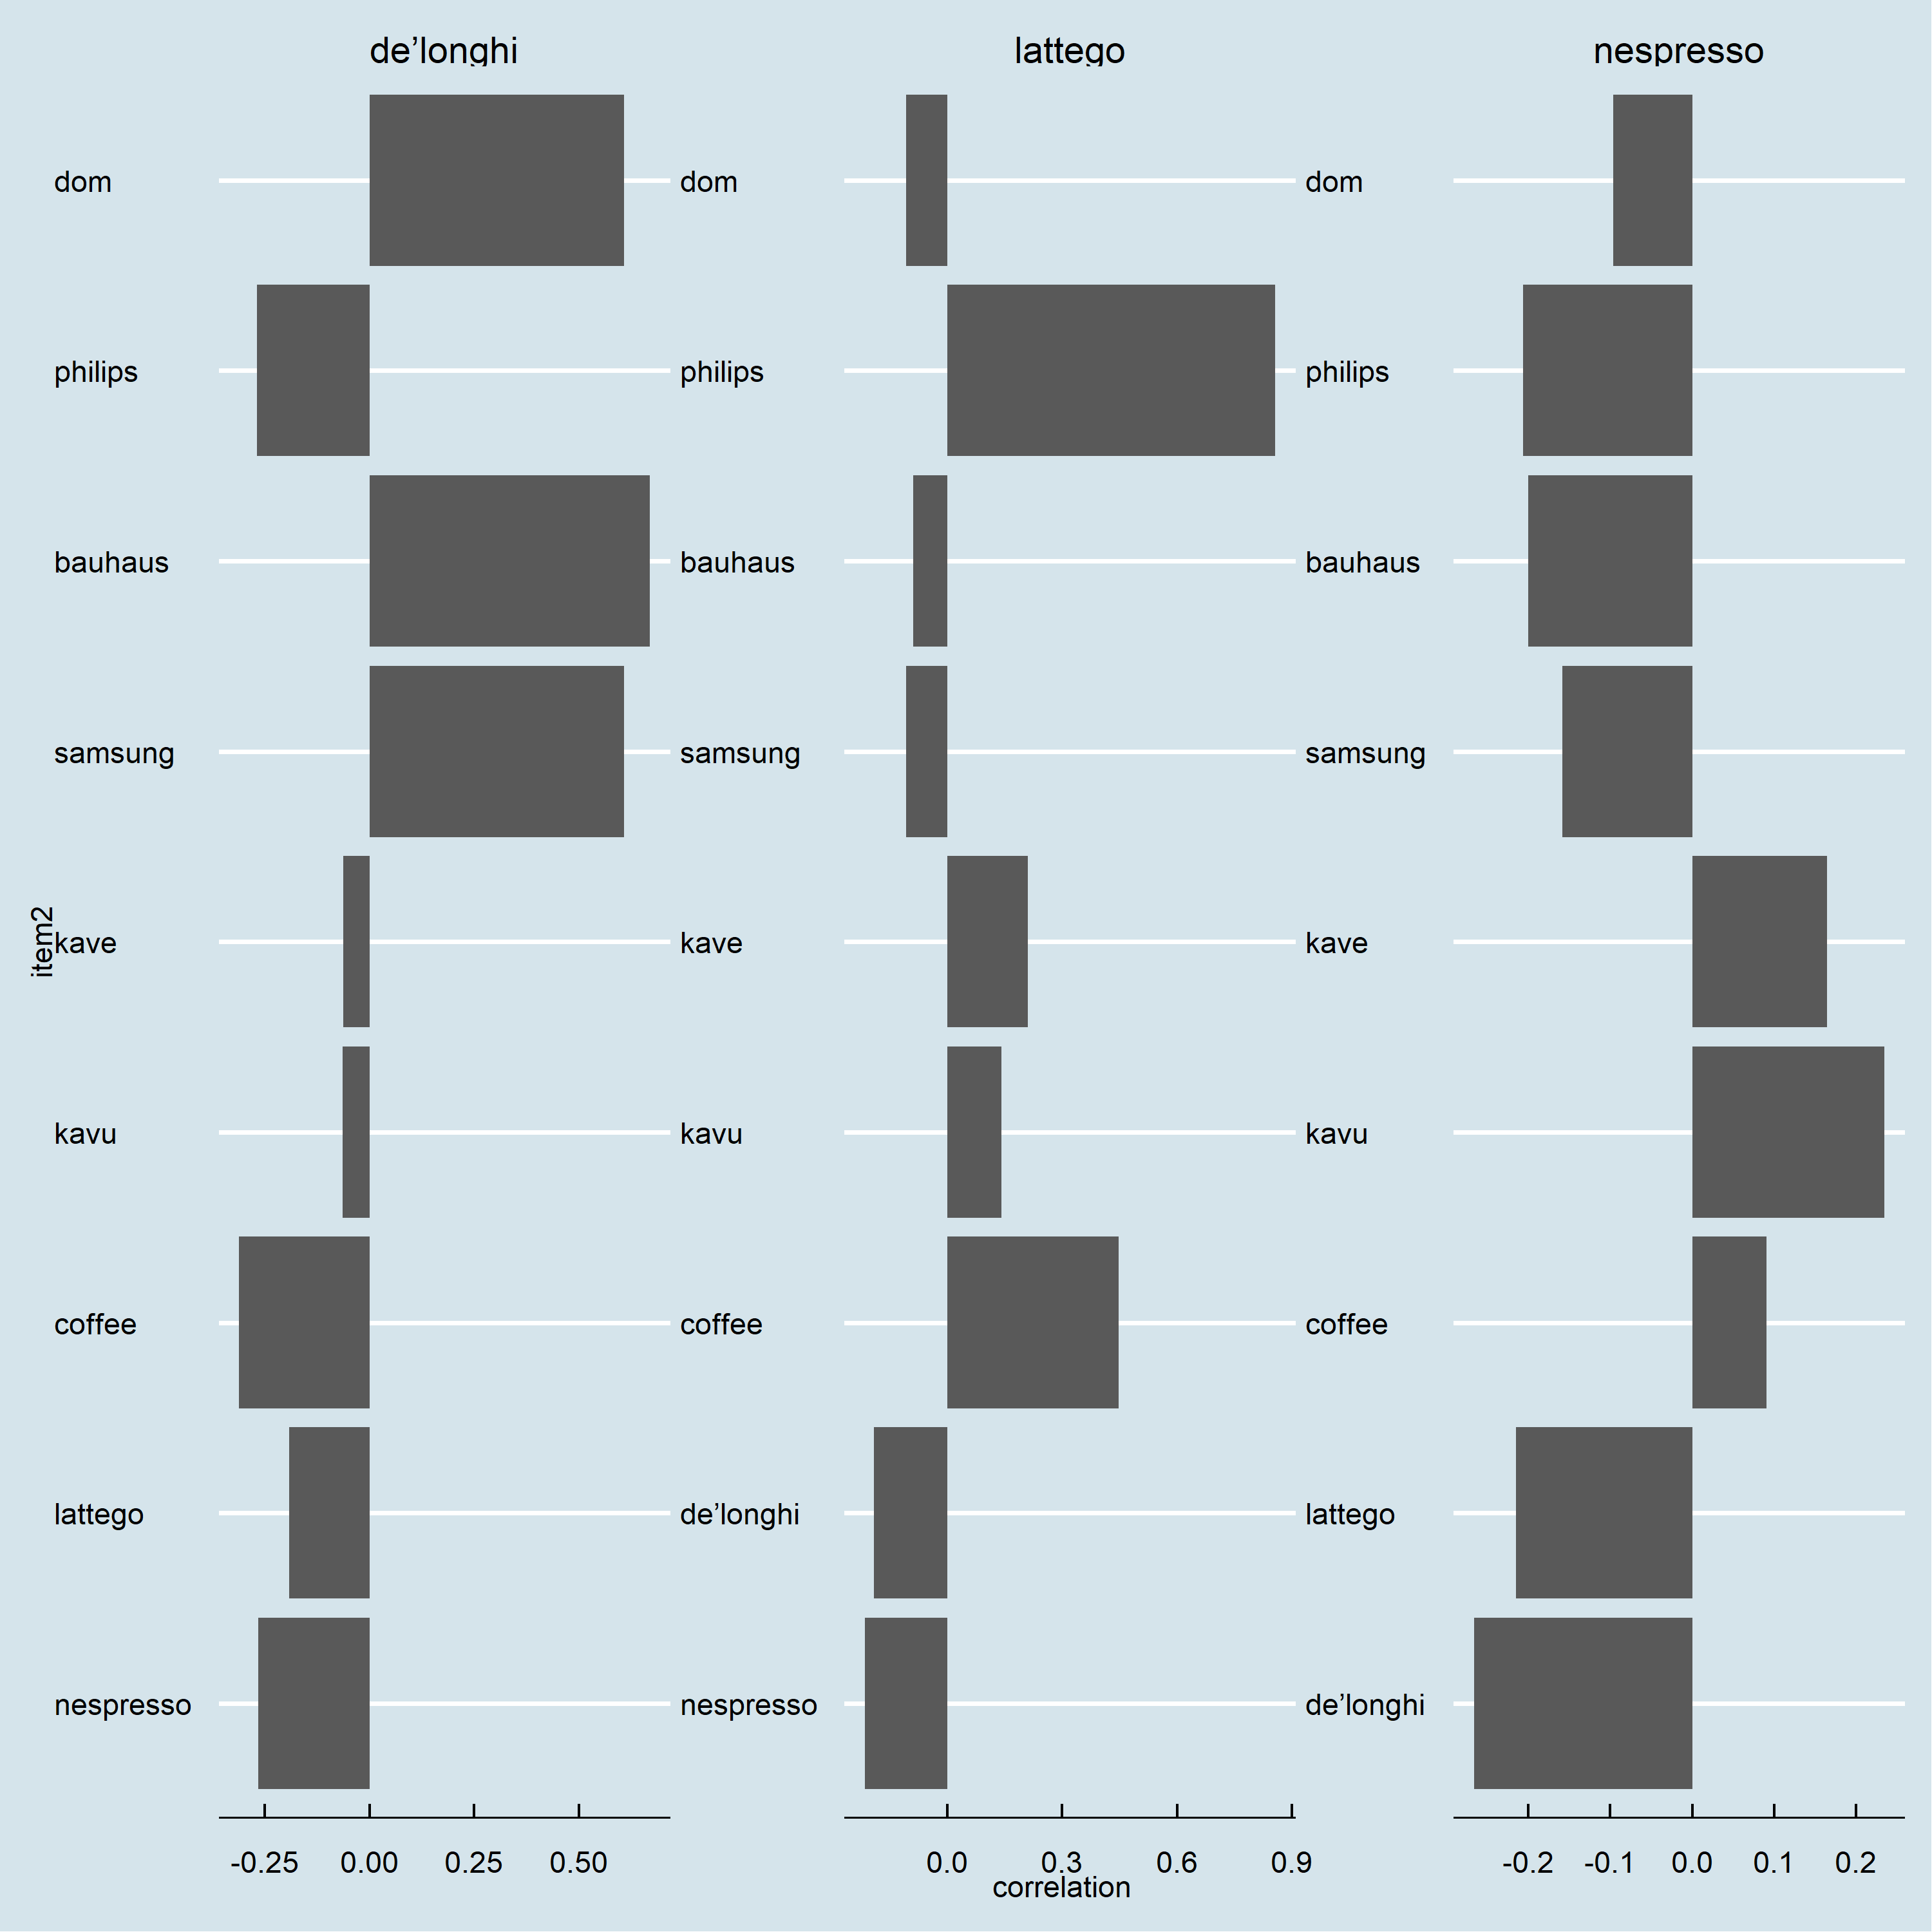 de’longhi lattego nespresso
dom dom dom
philips philips philips
bauhaus bauhaus bauhaus
samsung samsung samsung
item2
kave kave kave
kavu kavu kavu
coffee coffee coffee
lattego de’longhi lattego
nespresso nespresso de’longhi
-0.25 0.00 0.25 0.50 0.0 0.3 0.6 0.9 -0.2 -0.1 0.0 0.1 0.2
correlation